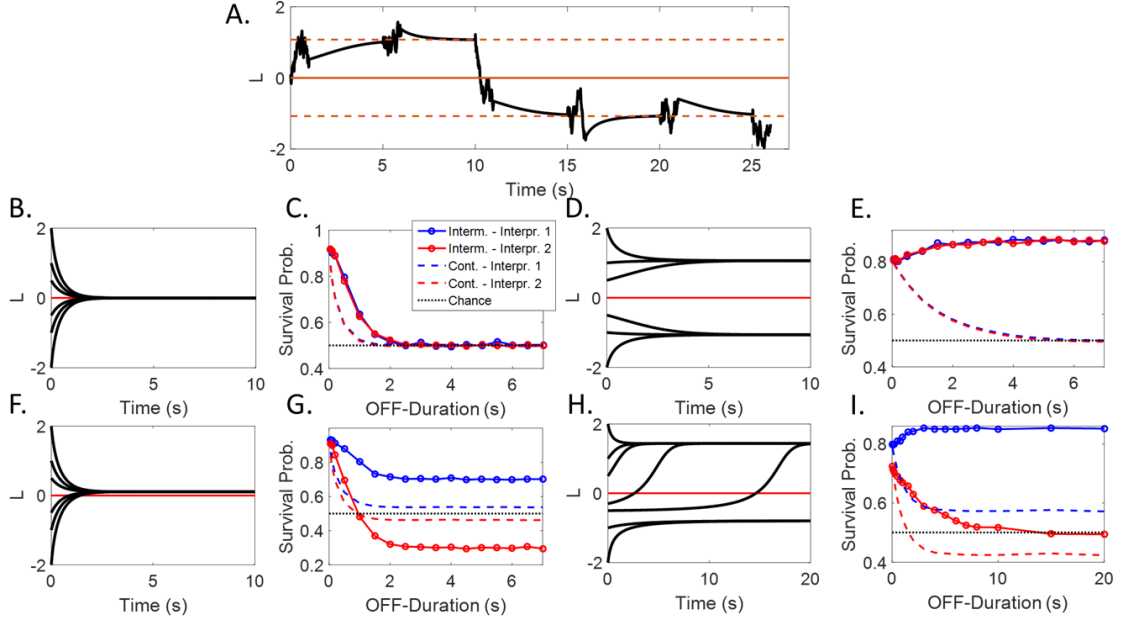 A.
L
2
0
-2
0 5 10 15 20 25
Time (s)
B.
L
2
0
-2
0 5 10
Time (s)
C.
Survival Prob.
1
0.8
0.6
0.4
0 2 4 6
OFF-Duration (s)
Interm. - Interpr. 1
Interm. - Interpr. 2
Cont. - Interpr. 1
Cont. - Interpr. 2
Chance
D.
L
2
0
-2
0 5 10
Time (s)
E.
Survival Prob.
0.8
0.6
0.4
0 2 4 6
OFF-Duration (s)
F.
L
2
0
-2
0 5 10
Time (s)
G.
Survival Prob.
1
0.8
0.6
0.4
0.2
0 2 4 6
OFF-Duration (s)
H.
L
2
0
-2
0 10 20
Time (s)
I.
Survival Prob.
0.8
0.6
0.4
0 10 20
OFF-Duration (s)